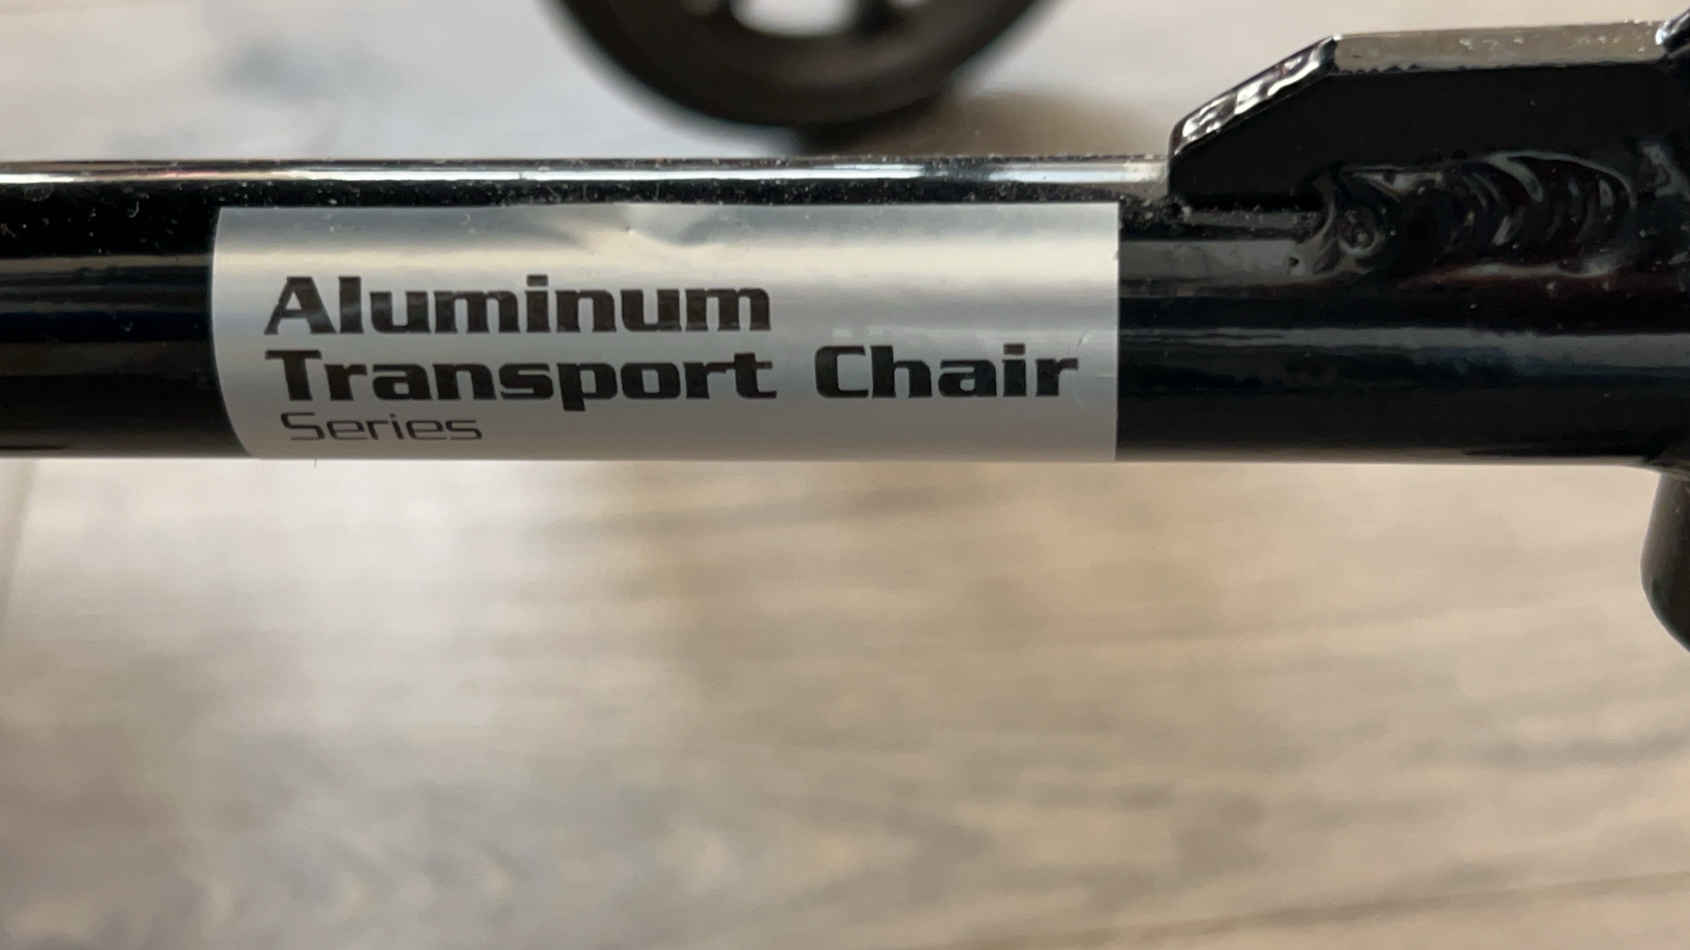 Aluminum
Transport Chair
Series